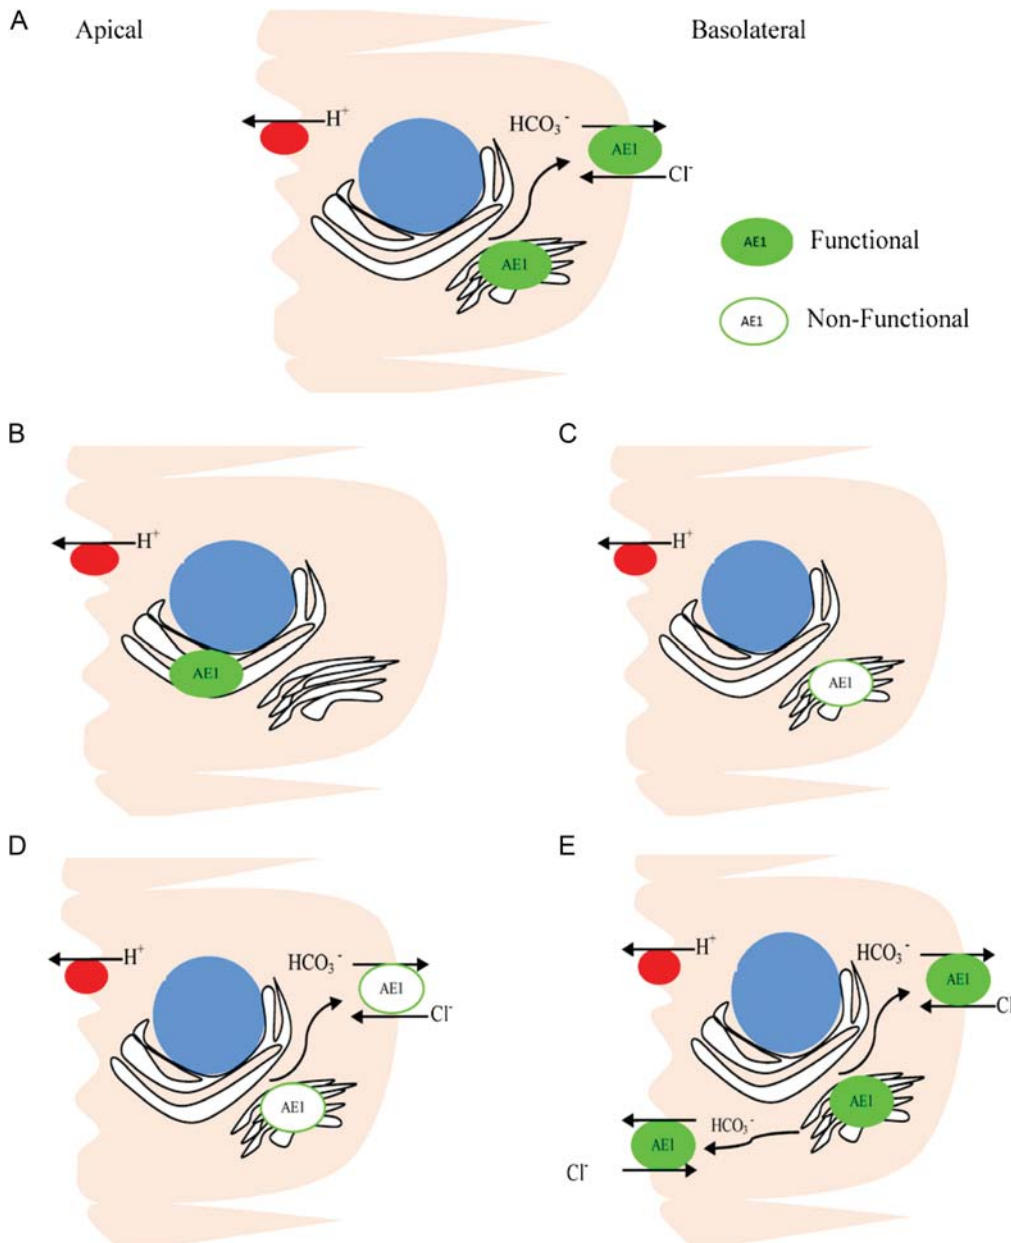 A
Apical
Basolateral
H⁺
HCO₃⁻
AE1
Cl⁻
AE1
AE1 Functional
AE1 Non-Functional
B
H⁺
AE1
C
H⁺
AE1
D
H⁺
HCO₃⁻
AE1
Cl⁻
AE1
E
H⁺
HCO₃⁻
AE1
Cl
AE1
HCO₃⁻
AE1
Cl⁻